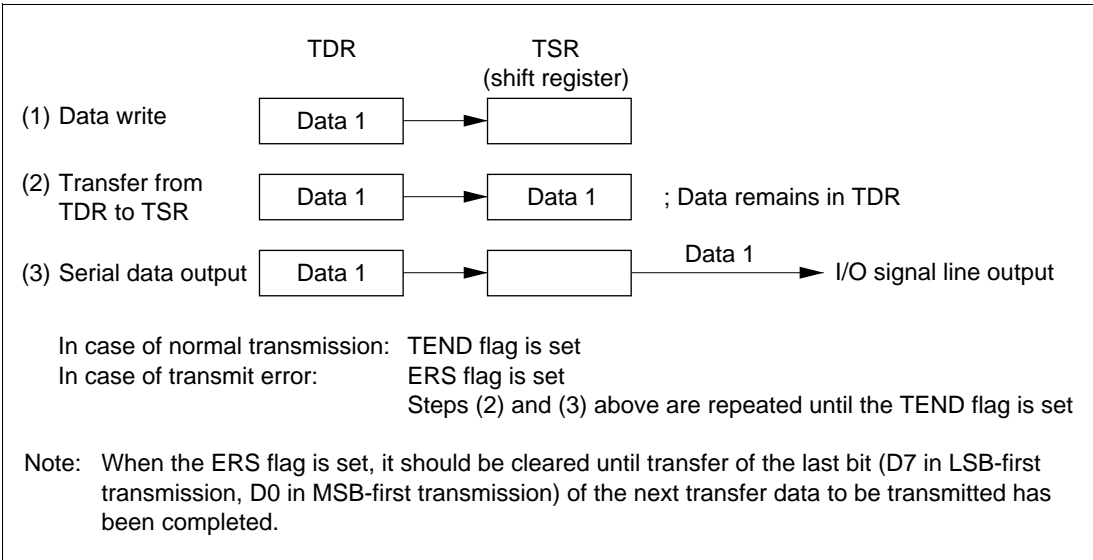 TDR TSR
(shift register)
(1) Data write Data 1
(2) Transfer from
TDR to TSR Data 1 Data 1 ; Data remains in TDR
(3) Serial data output Data 1 Data 1 I/O signal line output
In case of normal transmission: TEND flag is set
In case of transmit error: ERS flag is set
Steps (2) and (3) above are repeated until the TEND flag is set
Note: When the ERS flag is set, it should be cleared until transfer of the last bit (D7 in LSB-first
transmission, D0 in MSB-first transmission) of the next transfer data to be transmitted has
been completed.